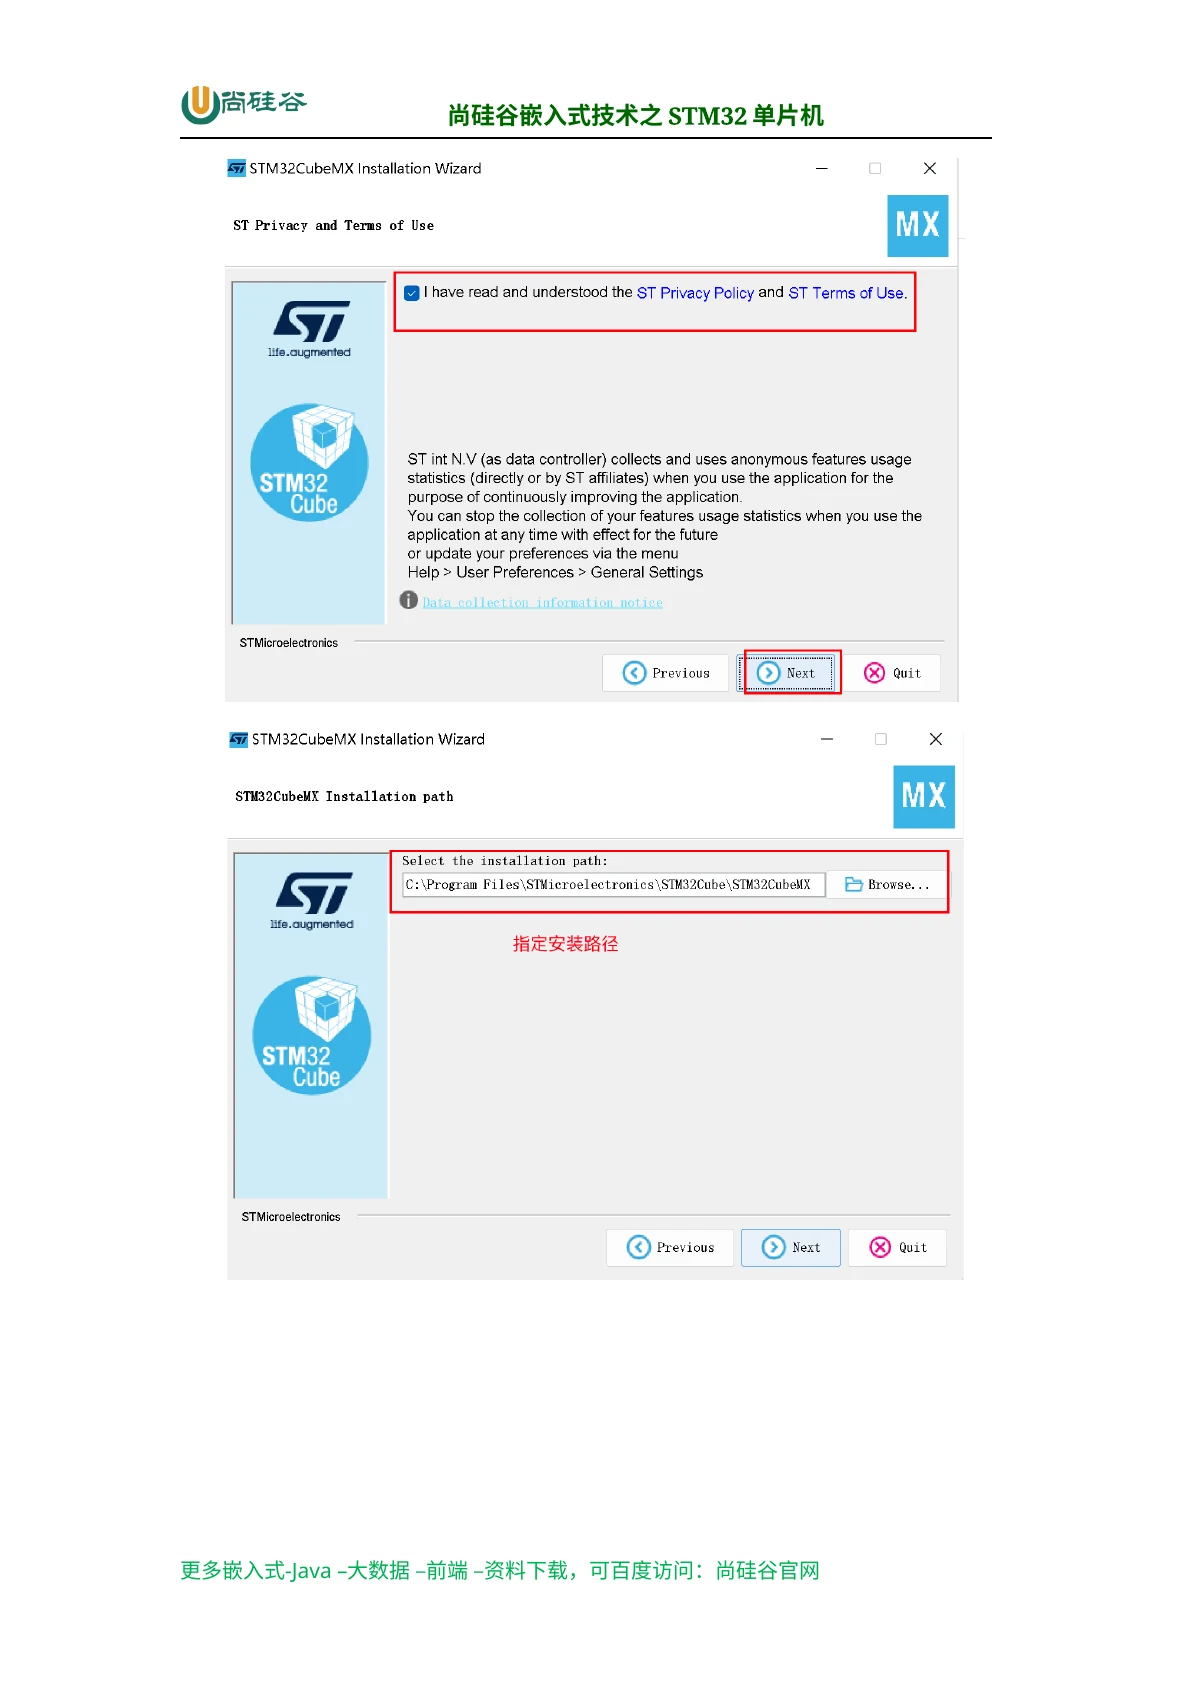 尚硅谷
尚硅谷嵌入式技术之 STM32 单片机
STM32CubeMX Installation Wizard
ST Privacy and Terms of Use
MX
I have read and understood the ST Privacy Policy and ST Terms of Use.
life.augmented
STM32
Cube
ST int N.V (as data controller) collects and uses anonymous features usage
statistics (directly or by ST affiliates) when you use the application for the
purpose of continuously improving the application.
You can stop the collection of your features usage statistics when you use the
application at any time with effect for the future
or update your preferences via the menu
Help > User Preferences > General Settings
Data collection information notice
STMicroelectronics
Previous Next Quit
STM32CubeMX Installation Wizard
STM32CubeMX Installation path
MX
Select the installation path:
C:\Program Files\STMicroelectronics\STM32Cube\STM32CubeMX Browse...
life.augmented
指定安装路径
STM32
Cube
STMicroelectronics
Previous Next Quit
更多嵌入式-Java –大数据 –前端 –资料下载，可百度访问：尚硅谷官网